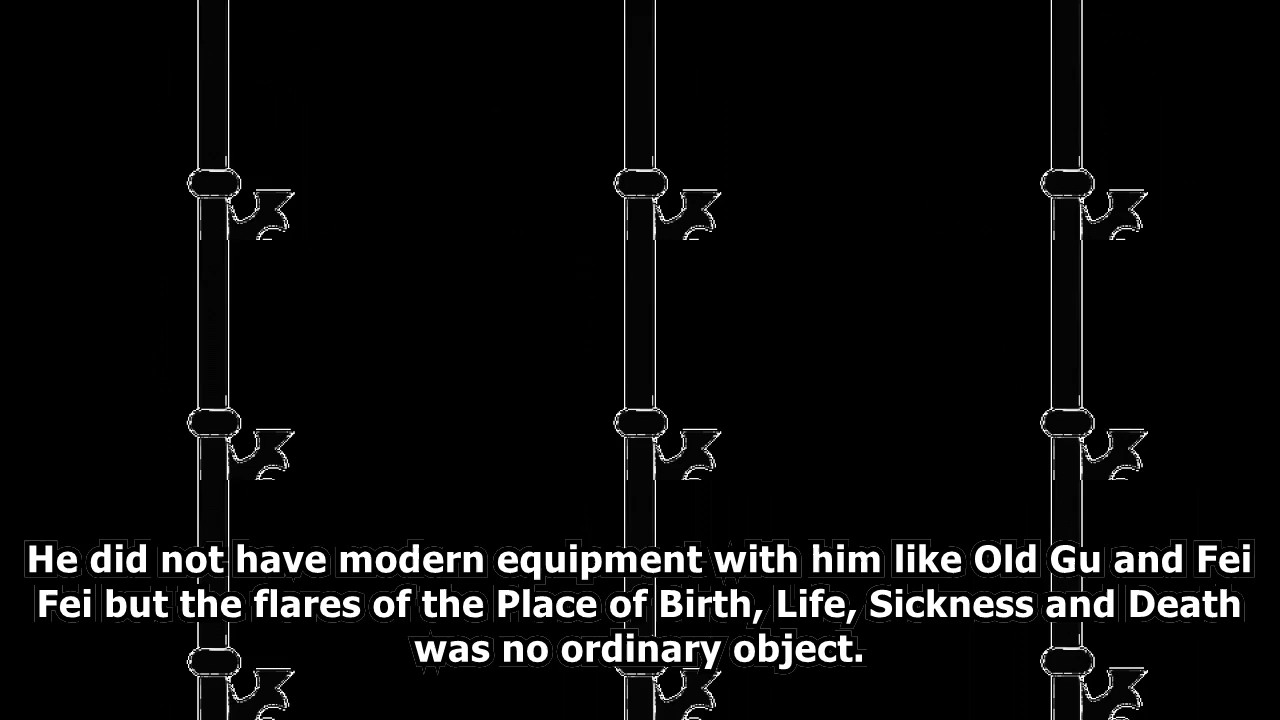 He did not have modern equipment with him like Old Gu and Fei
Fei but the flares of the Place of Birth, Life, Sickness and Death
was no ordinary object.